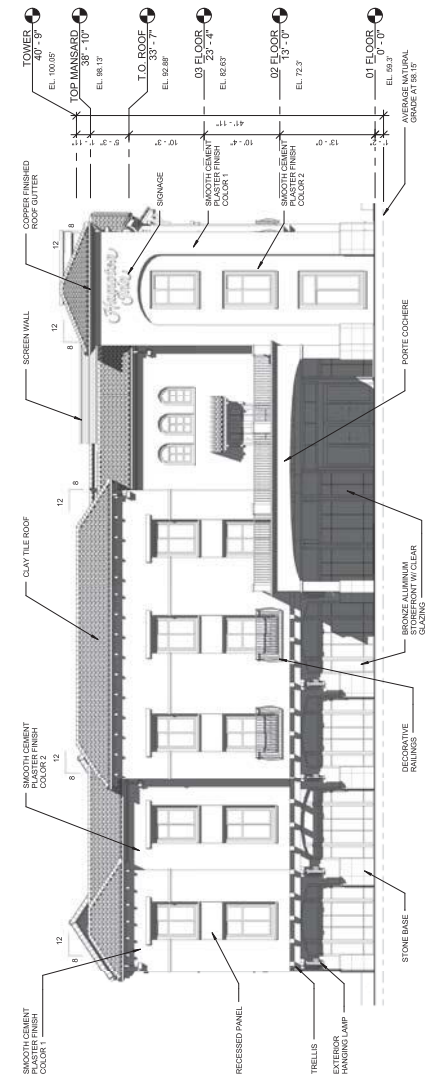 SMOOTH CEMENT
PLASTER FINISH
COLOR 1
SMOOTH CEMENT
PLASTER FINISH
COLOR 2
CLAY TILE ROOF
SCREEN WALL
COPPER FINISHED
ROOF GUTTER
12
8
12
8
12
8
12
8
12
8
TOWER
40' - 9"
EL. 100.05'
TOP MANSARD
38' - 10"
EL. 98.13'
T.O. ROOF
33' - 7"
EL. 92.88'
03 FLOOR
23' - 4"
EL. 82.63'
02 FLOOR
13' - 0"
EL. 72.3'
01 FLOOR
0' - 0"
EL. 59.3'
1' - 11"
5' - 3"
10' - 3"
10' - 4"
13' - 0"
41' - 11"
AVERAGE NATURAL
GRADE AT 58.15'
SIGNAGE
SMOOTH CEMENT
PLASTER FINISH
COLOR 1
SMOOTH CEMENT
PLASTER FINISH
COLOR 2
PORTE COCHERE
BRONZE ALUMINUM
STOREFRONT W/ CLEAR
GLAZING
DECORATIVE
RAILINGS
STONE BASE
RECESSED PANEL
TRELLIS
EXTERIOR
HANGING LAMP